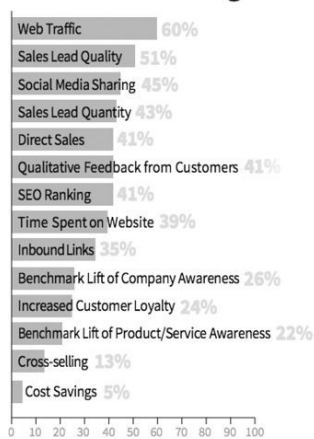 Web Traffic 60%
Sales Lead Quality 51%
Social Media Sharing 45%
Sales Lead Quantity 43%
Direct Sales 41%
Qualitative Feedback from Customers 41%
SEO Ranking 41%
Time Spent on Website 39%
Inbound Links 35%
Benchmark Lift of Company Awareness 26%
Increased Customer Loyalty 24%
Benchmark Lift of Product/Service Awareness 22%
Cross-selling 13%
Cost Savings 5%
0 10 20 30 40 50 60 70 80 90 100